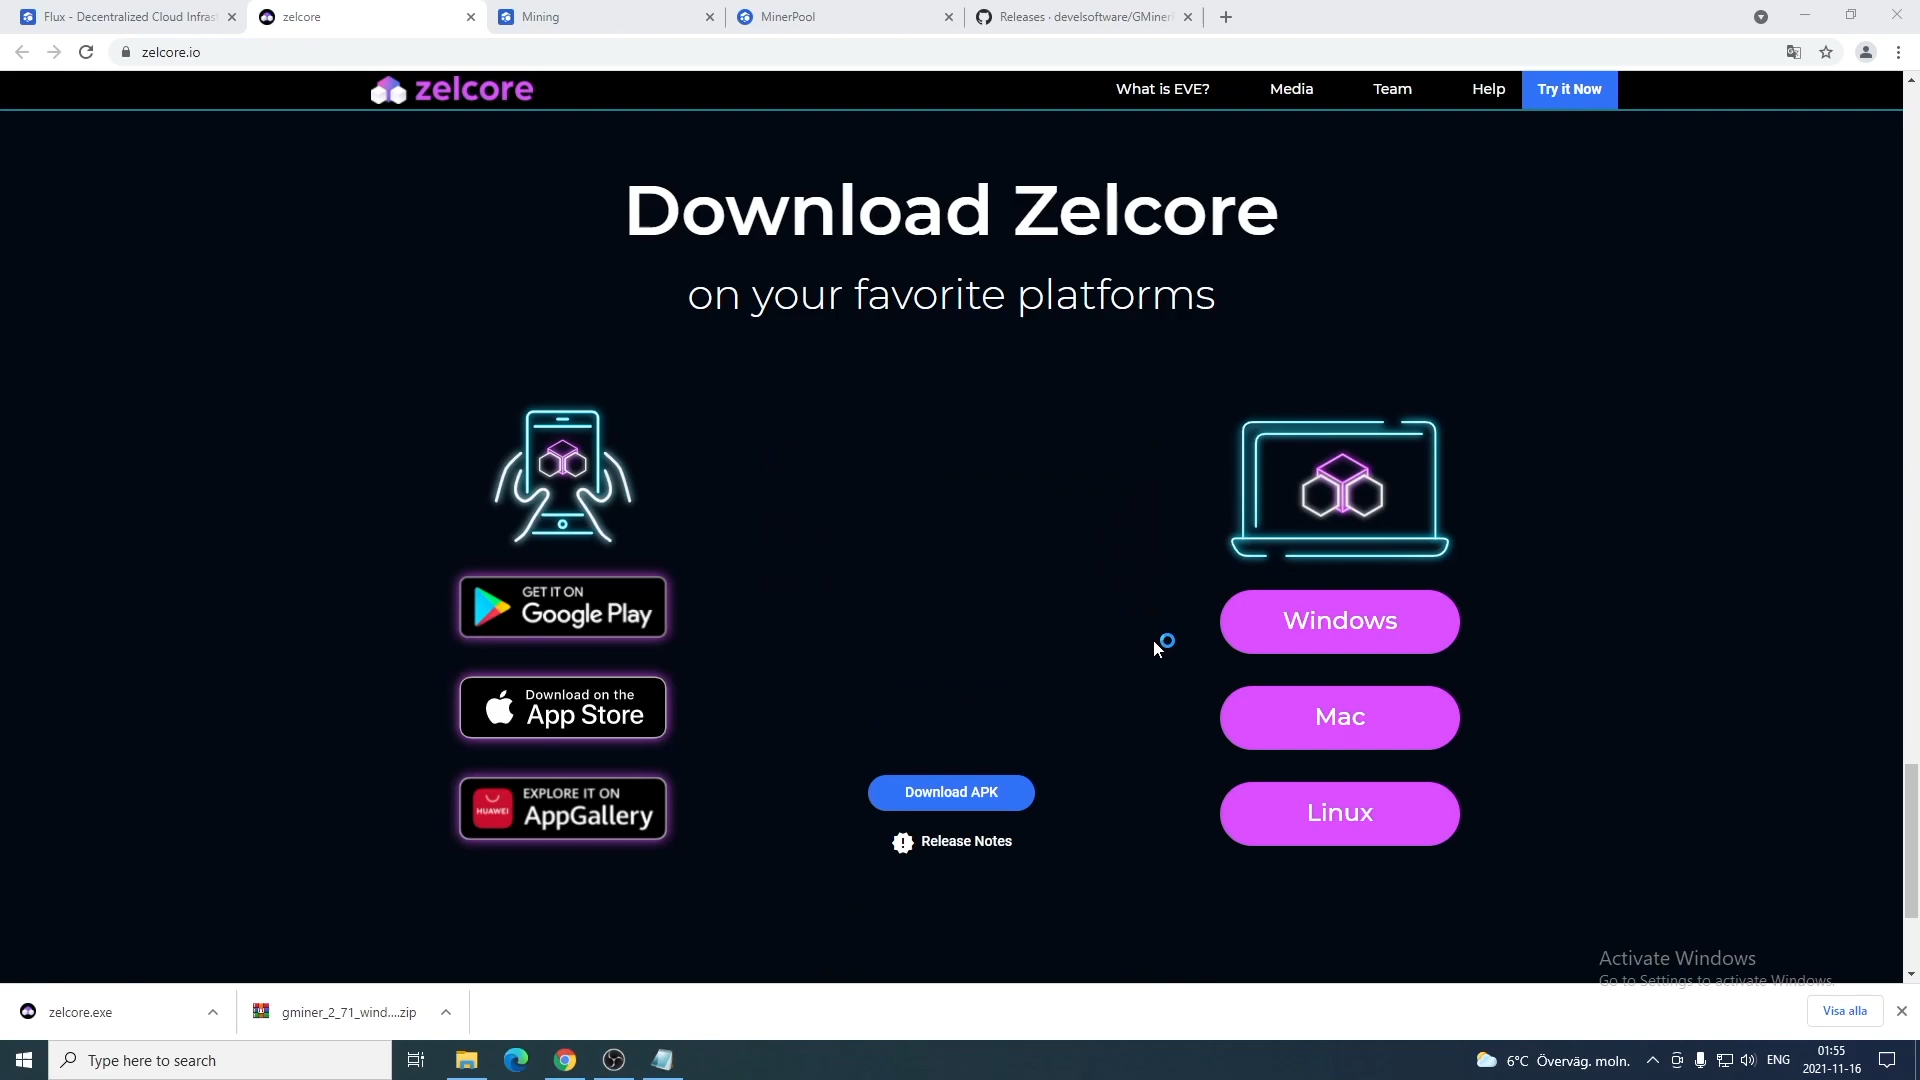 Flux - Decentralized Cloud Infras
zelcore
Mining
MinerPool
Releases · develsoftware/GMiner
zelcore.io
zelcore
What is EVE?
Media
Team
Help
Try it Now
Download Zelcore
on your favorite platforms
GET IT ON
Google Play
Download on the
App Store
HUAWEI
EXPLORE IT ON
AppGallery
Download APK
Release Notes
Windows
Mac
Linux
Activate Windows
Go to Settings to activate Windows.
zelcore.exe
gminer_2_71_wind....zip
Visa alla
Type here to search
6°C Överväg. moln.
ENG
01:55
2021-11-16